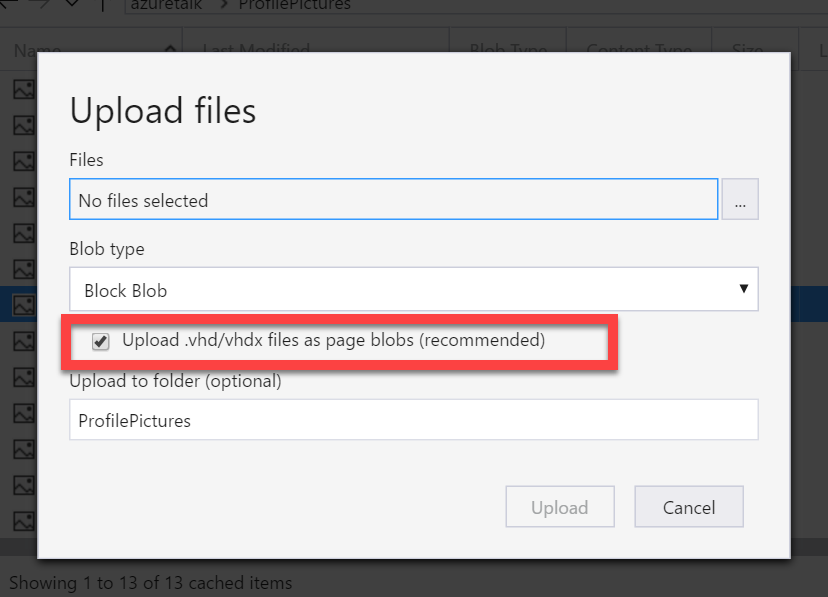 azuretalk > ProfilePictures
Name Last Modified Blob Type Content Type Size L
Upload files
Files
No files selected
...
Blob type
Block Blob
Upload .vhd/vhdx files as page blobs (recommended)
Upload to folder (optional)
ProfilePictures
Upload Cancel
Showing 1 to 13 of 13 cached items